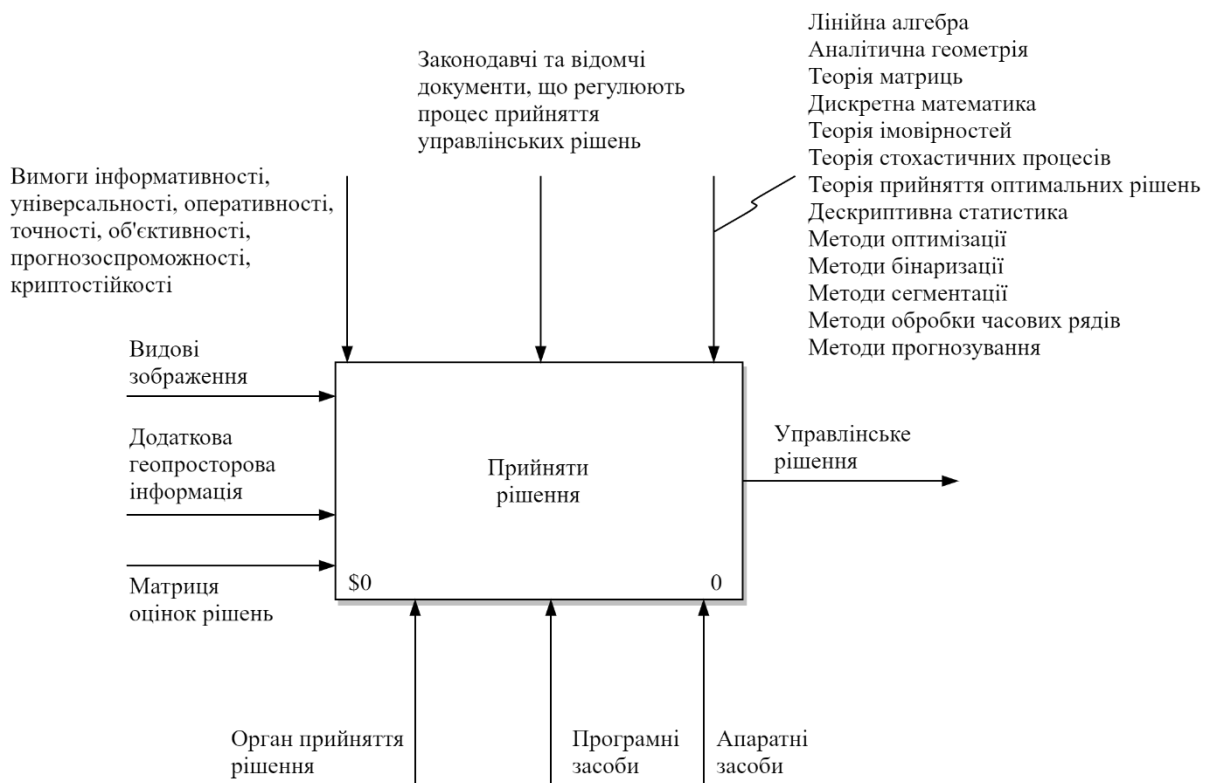 Лінійна алгебра
Аналітична геометрія
Теорія матриць
Дискретна математика
Теорія імовірностей
Теорія стохастичних процесів
Теорія прийняття оптимальних рішень
Дескриптивна статистика
Методи оптимізації
Методи бінаризації
Методи сегментації
Методи обробки часових рядів
Методи прогнозування
Законодавчі та відомчі
документи, що регулюють
процес прийняття
управлінських рішень
Вимоги інформативності,
універсальності, оперативності,
точності, об'єктивності,
прогнозоспроможності,
криптостійкості
Видові
зображення
Додаткова
геопросторова
інформація
Матриця
оцінок рішень
Прийняти
рішення
$0
0
Управлінське
рішення
Орган прийняття
рішення
Програмні
засоби
Апаратні
засоби